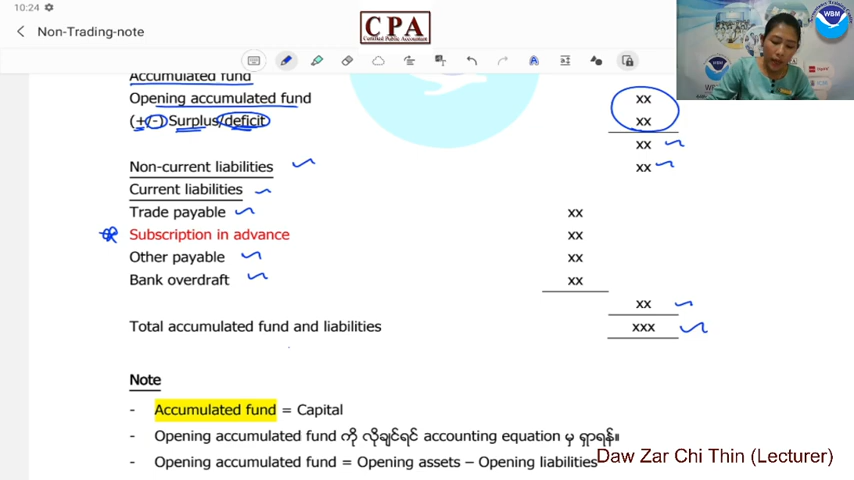 10:24
Non-Trading-note
CPA
Certified Public Accountant
WBM
Accumulated fund
Opening accumulated fund xx
(+/-) Surplus/deficit xx
xx
Non-current liabilities xx
Current liabilities
Trade payable xx
Subscription in advance xx
Other payable xx
Bank overdraft xx
xx
Total accumulated fund and liabilities xxx
Note
- Accumulated fund = Capital
- Opening accumulated fund ကို လိုချင်ရင် accounting equation မှ ရှာရန်။
- Opening accumulated fund = Opening assets – Opening liabilities
Daw Zar Chi Thin (Lecturer)